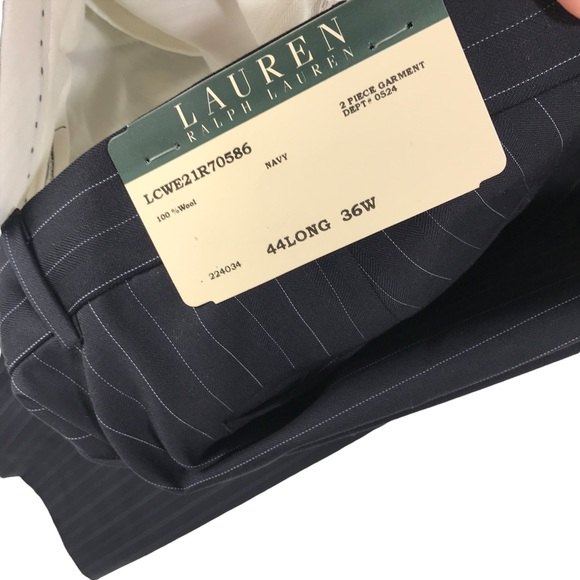 LAUREN
RALPH LAUREN
2 PIECE GARMENT
DEPT# 0524
LCWE21R70586
NAVY
100 %Wool
44LONG 36W
224034